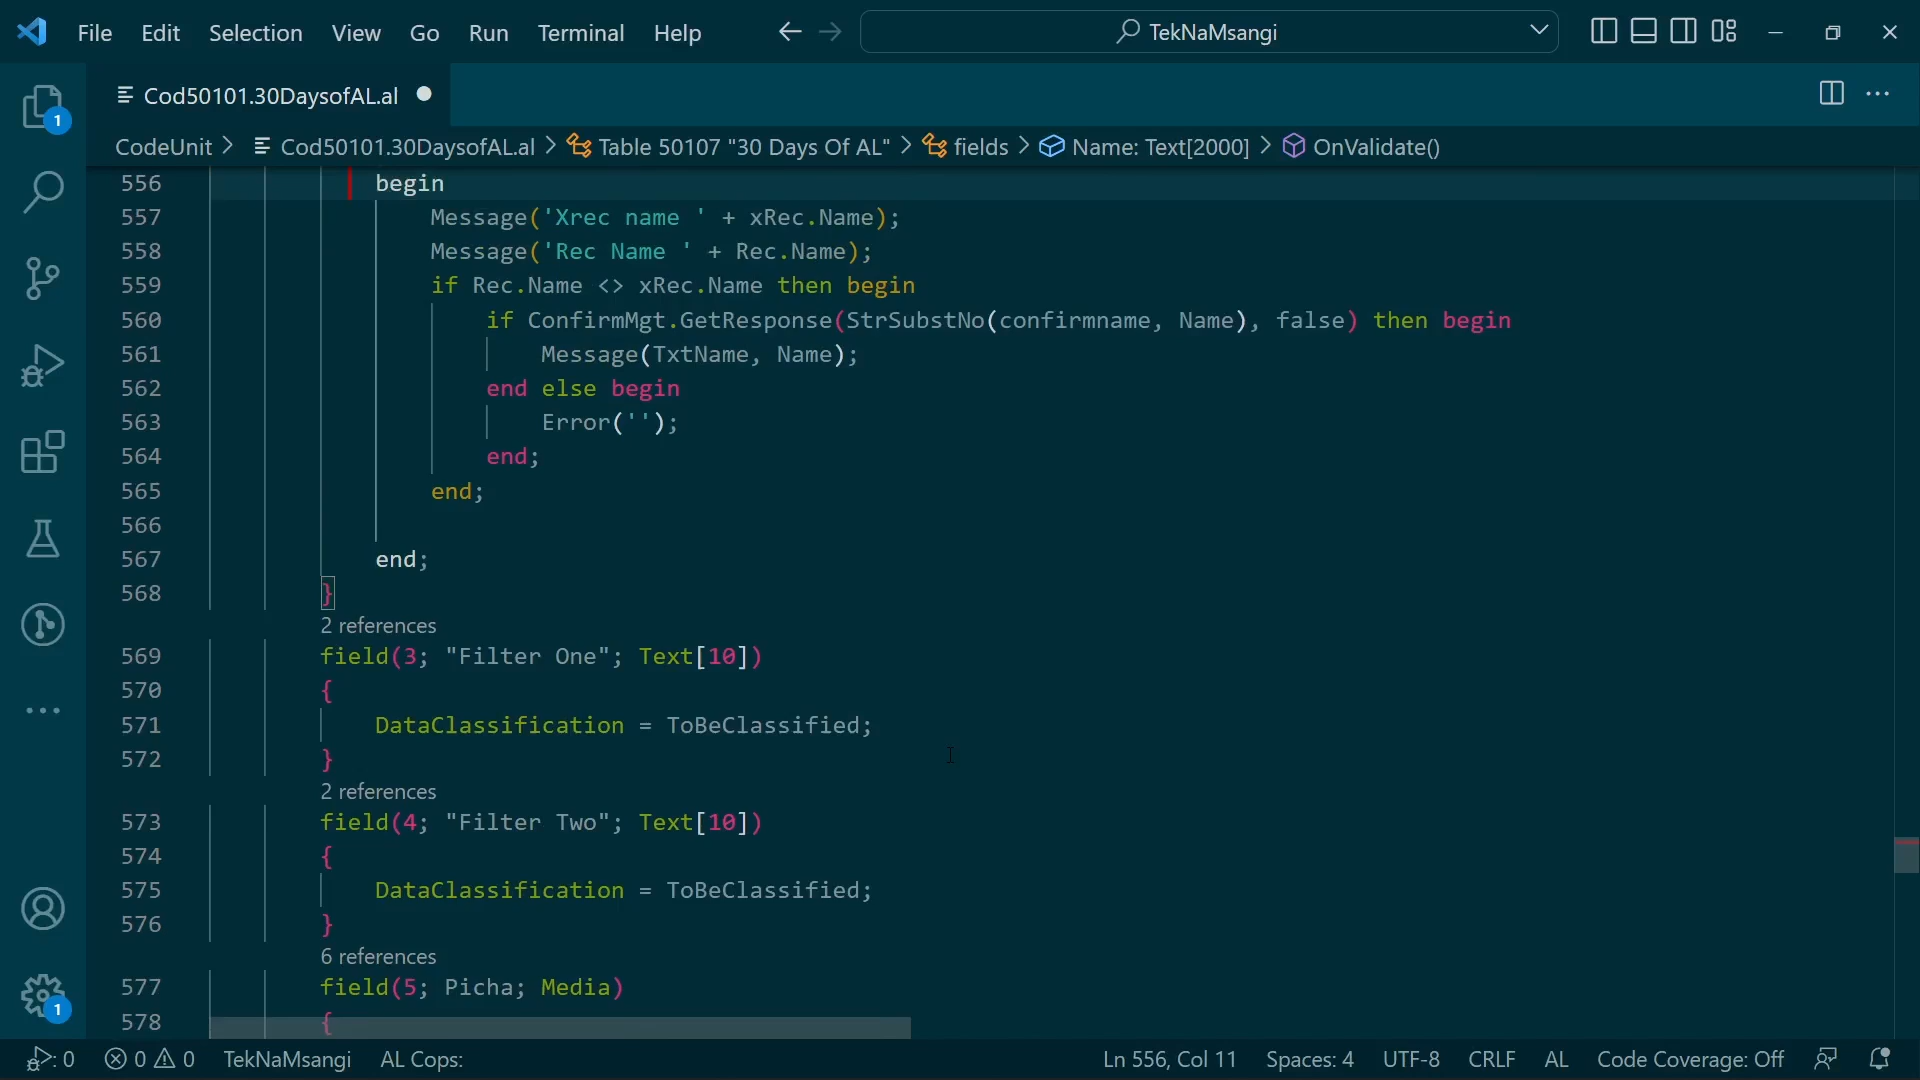 File Edit Selection View Go Run Terminal Help TekNaMsangi
Cod50101.30DaysofAL.al
CodeUnit > Cod50101.30DaysofAL.al > Table 50107 "30 Days Of AL" > fields > Name: Text[2000] > OnValidate()
556 begin
557 Message('Xrec name ' + xRec.Name);
558 Message('Rec Name ' + Rec.Name);
559 if Rec.Name <> xRec.Name then begin
560 if ConfirmMgt.GetResponse(StrSubstNo(confirmname, Name), false) then begin
561 Message(TxtName, Name);
562 end else begin
563 Error('');
564 end;
565 end;
566
567 end;
568 }
2 references
569 field(3; "Filter One"; Text[10])
570 {
571 DataClassification = ToBeClassified;
572 }
2 references
573 field(4; "Filter Two"; Text[10])
574 {
575 DataClassification = ToBeClassified;
576 }
6 references
577 field(5; Picha; Media)
578 {
1
1
: 0 0 0 TekNaMsangi AL Cops: Ln 556, Col 11 Spaces: 4 UTF-8 CRLF AL Code Coverage: Off